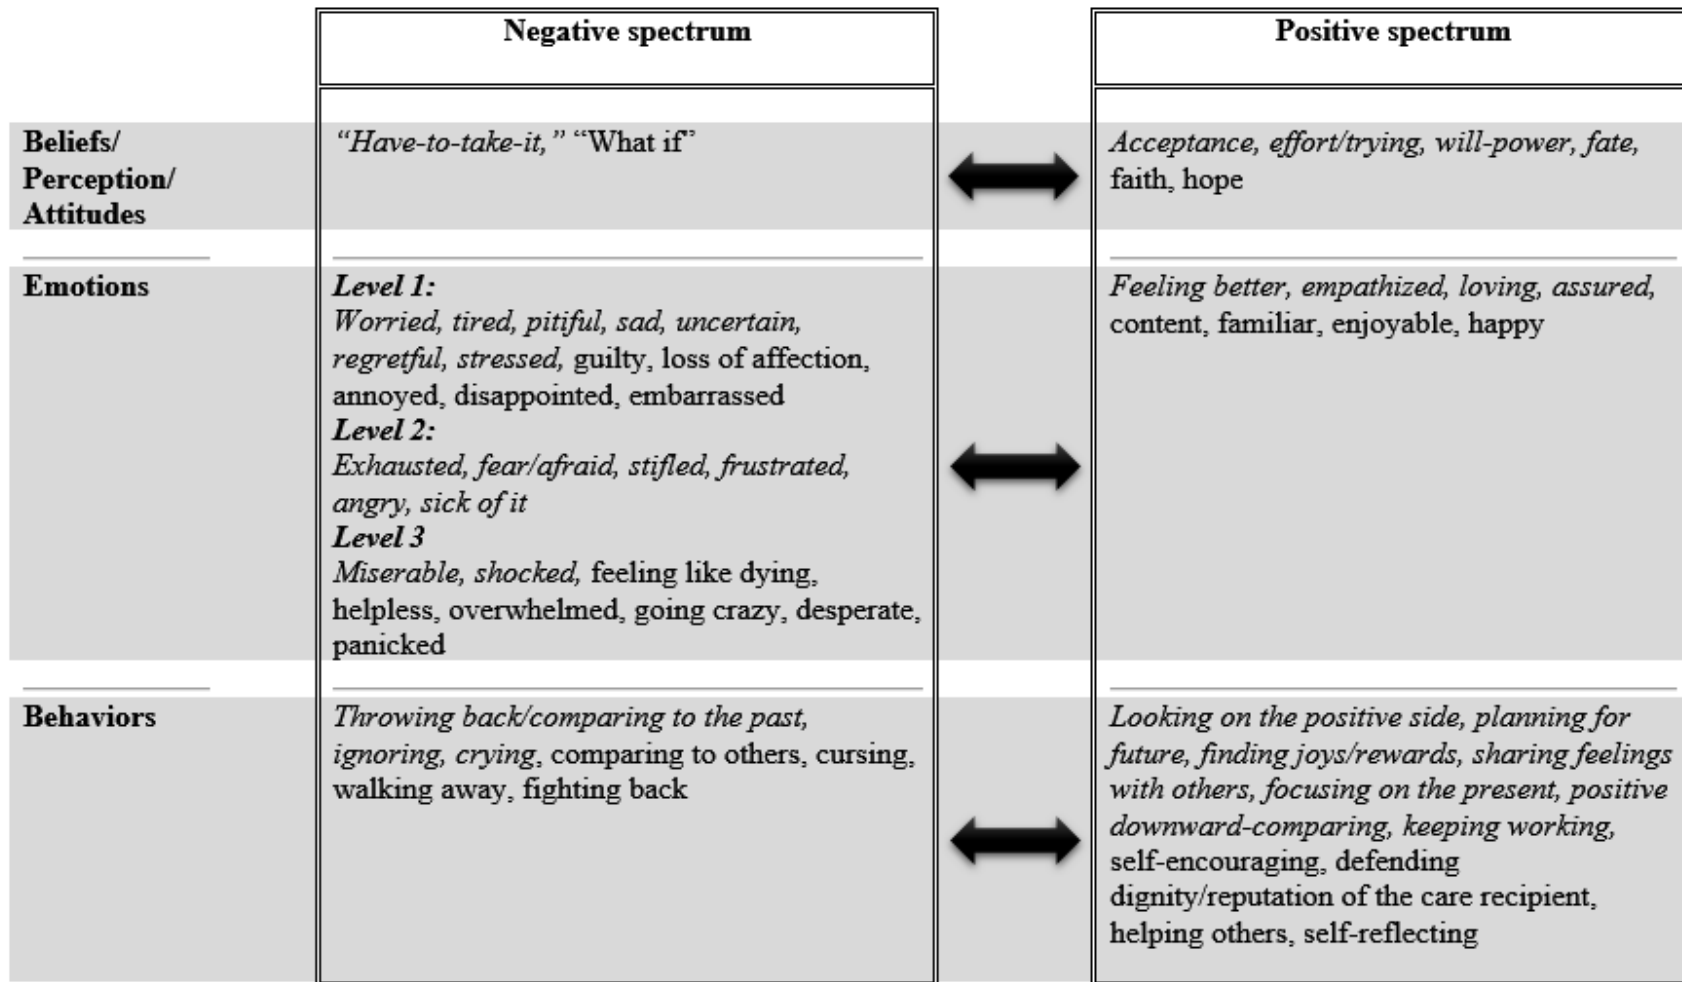 Negative spectrum
Positive spectrum
Beliefs/
Perception/
Attitudes
“Have-to-take-it,” “What if”
Acceptance, effort/trying, will-power, fate,
faith, hope
Emotions
Level 1:
Worried, tired, pitiful, sad, uncertain,
regretful, stressed, guilty, loss of affection,
annoyed, disappointed, embarrassed
Level 2:
Exhausted, fear/afraid, stifled, frustrated,
angry, sick of it
Level 3
Miserable, shocked, feeling like dying,
helpless, overwhelmed, going crazy, desperate,
panicked
Feeling better, empathized, loving, assured,
content, familiar, enjoyable, happy
Behaviors
Throwing back/comparing to the past,
ignoring, crying, comparing to others, cursing,
walking away, fighting back
Looking on the positive side, planning for
future, finding joys/rewards, sharing feelings
with others, focusing on the present, positive
downward-comparing, keeping working,
self-encouraging, defending
dignity/reputation of the care recipient,
helping others, self-reflecting